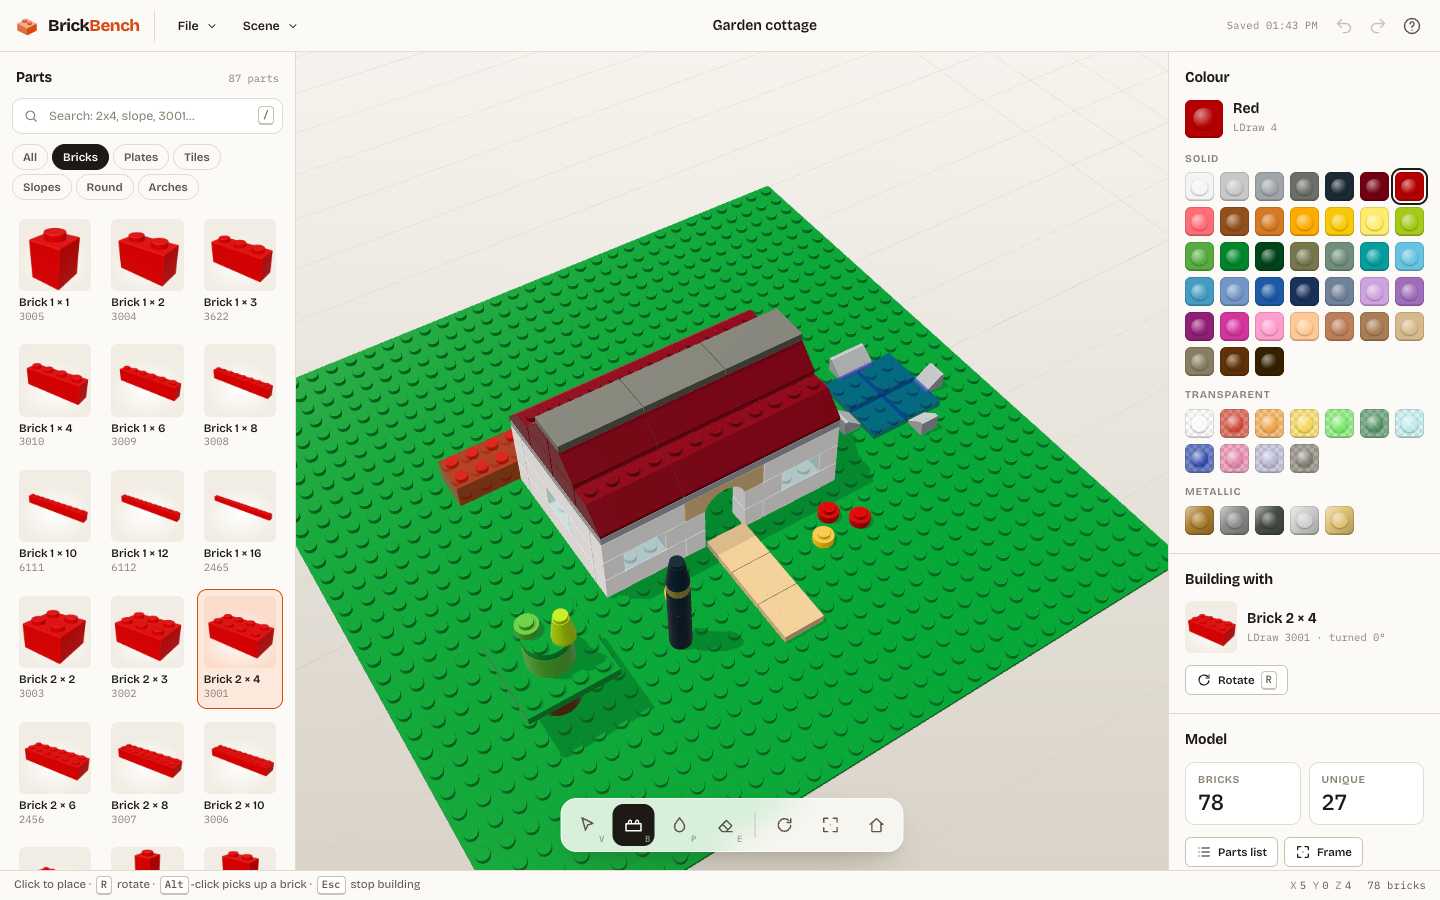 BrickBench
File
Scene
Garden cottage
Saved 01:43 PM
Parts
87 parts
Search: 2x4, slope, 3001...
/
All
Bricks
Plates
Tiles
Slopes
Round
Arches
Brick 1 × 1
3005
Brick 1 × 2
3004
Brick 1 × 3
3622
Brick 1 × 4
3010
Brick 1 × 6
3009
Brick 1 × 8
3008
Brick 1 × 10
6111
Brick 1 × 12
6112
Brick 1 × 16
2465
Brick 2 × 2
3003
Brick 2 × 3
3002
Brick 2 × 4
3001
Brick 2 × 6
2456
Brick 2 × 8
3007
Brick 2 × 10
3006
V
B
P
E
Colour
Red
LDraw 4
SOLID
TRANSPARENT
METALLIC
Building with
Brick 2 × 4
LDraw 3001 · turned 0°
Rotate R
Model
BRICKS
78
UNIQUE
27
Parts list
Frame
Click to place · R rotate · Alt -click picks up a brick · Esc stop building
X 5 Y 0 Z 4 78 bricks